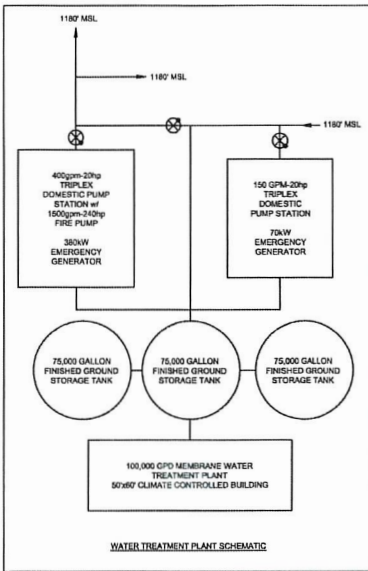 1180' MSL
1180' MSL
1180' MSL
400gpm-20hp
TRIPLEX
DOMESTIC PUMP
STATION w/
1500gpm-240hp
FIRE PUMP
380kW
EMERGENCY
GENERATOR
150 GPM-20hp
TRIPLEX
DOMESTIC
PUMP STATION
70kW
EMERGENCY
GENERATOR
75,000 GALLON
FINISHED GROUND
STORAGE TANK
75,000 GALLON
FINISHED GROUND
STORAGE TANK
75,000 GALLON
FINISHED GROUND
STORAGE TANK
100,000 GPD MEMBRANE WATER
TREATMENT PLANT
50'x60' CLIMATE CONTROLLED BUILDING
WATER TREATMENT PLANT SCHEMATIC